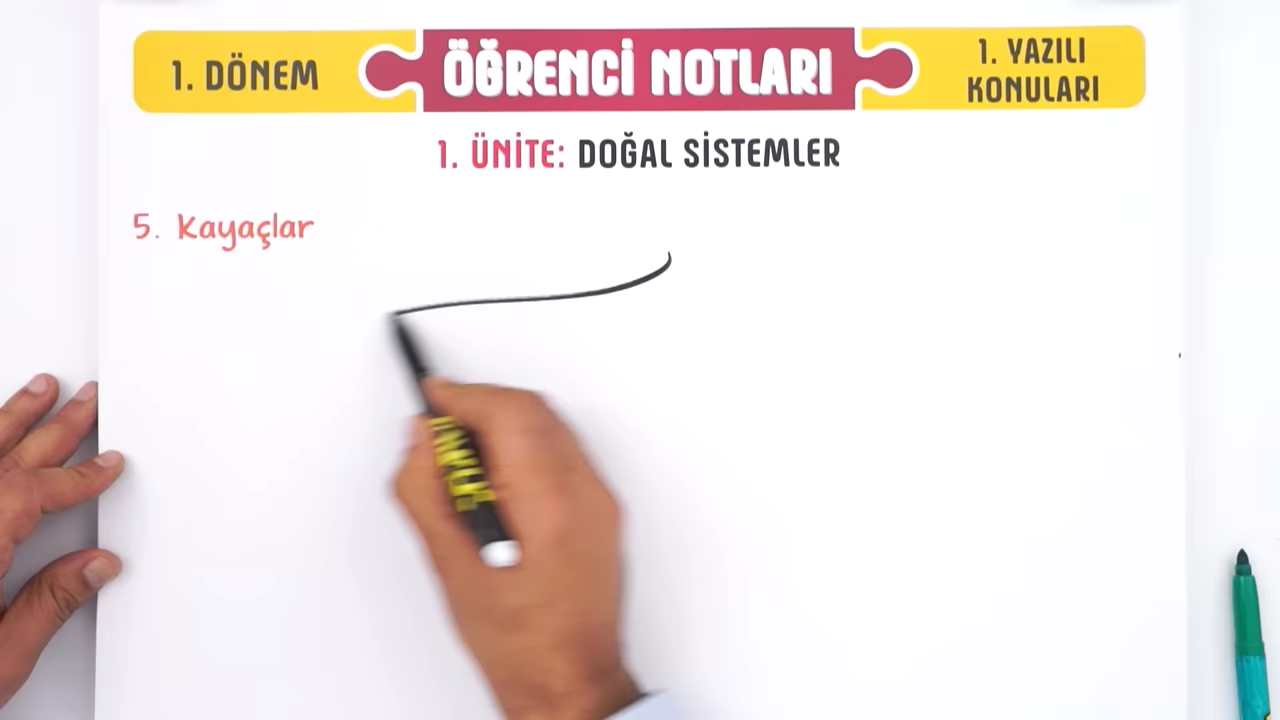 1. DÖNEM
ÖĞRENCİ NOTLARI
1. YAZILI
KONULARI
1. ÜNİTE: DOĞAL SİSTEMLER
5. Kayaçlar